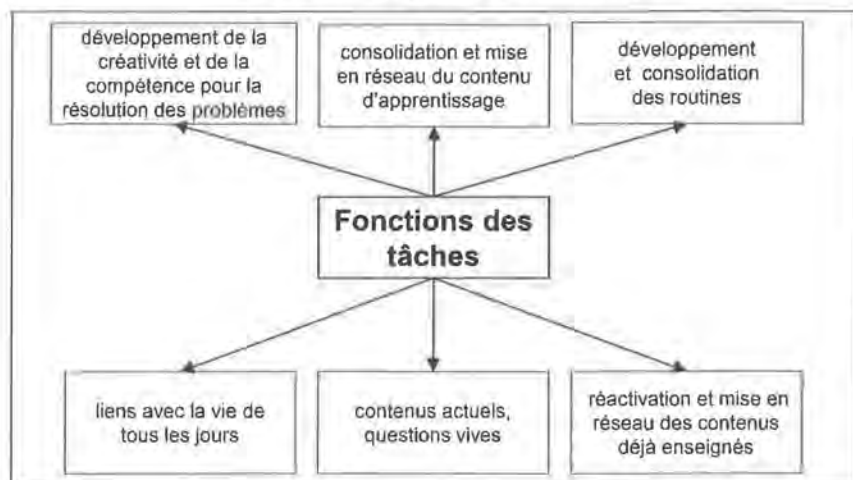 développement de la
créativité et de la
compétence pour la
résolution des problèmes
consolidation et mise
en réseau du contenu
d'apprentissage
développement
et consolidation
des routines
Fonctions des
tâches
liens avec la vie de
tous les jours
contenus actuels,
questions vives
réactivation et mise en
réseau des contenus
déjà enseignés